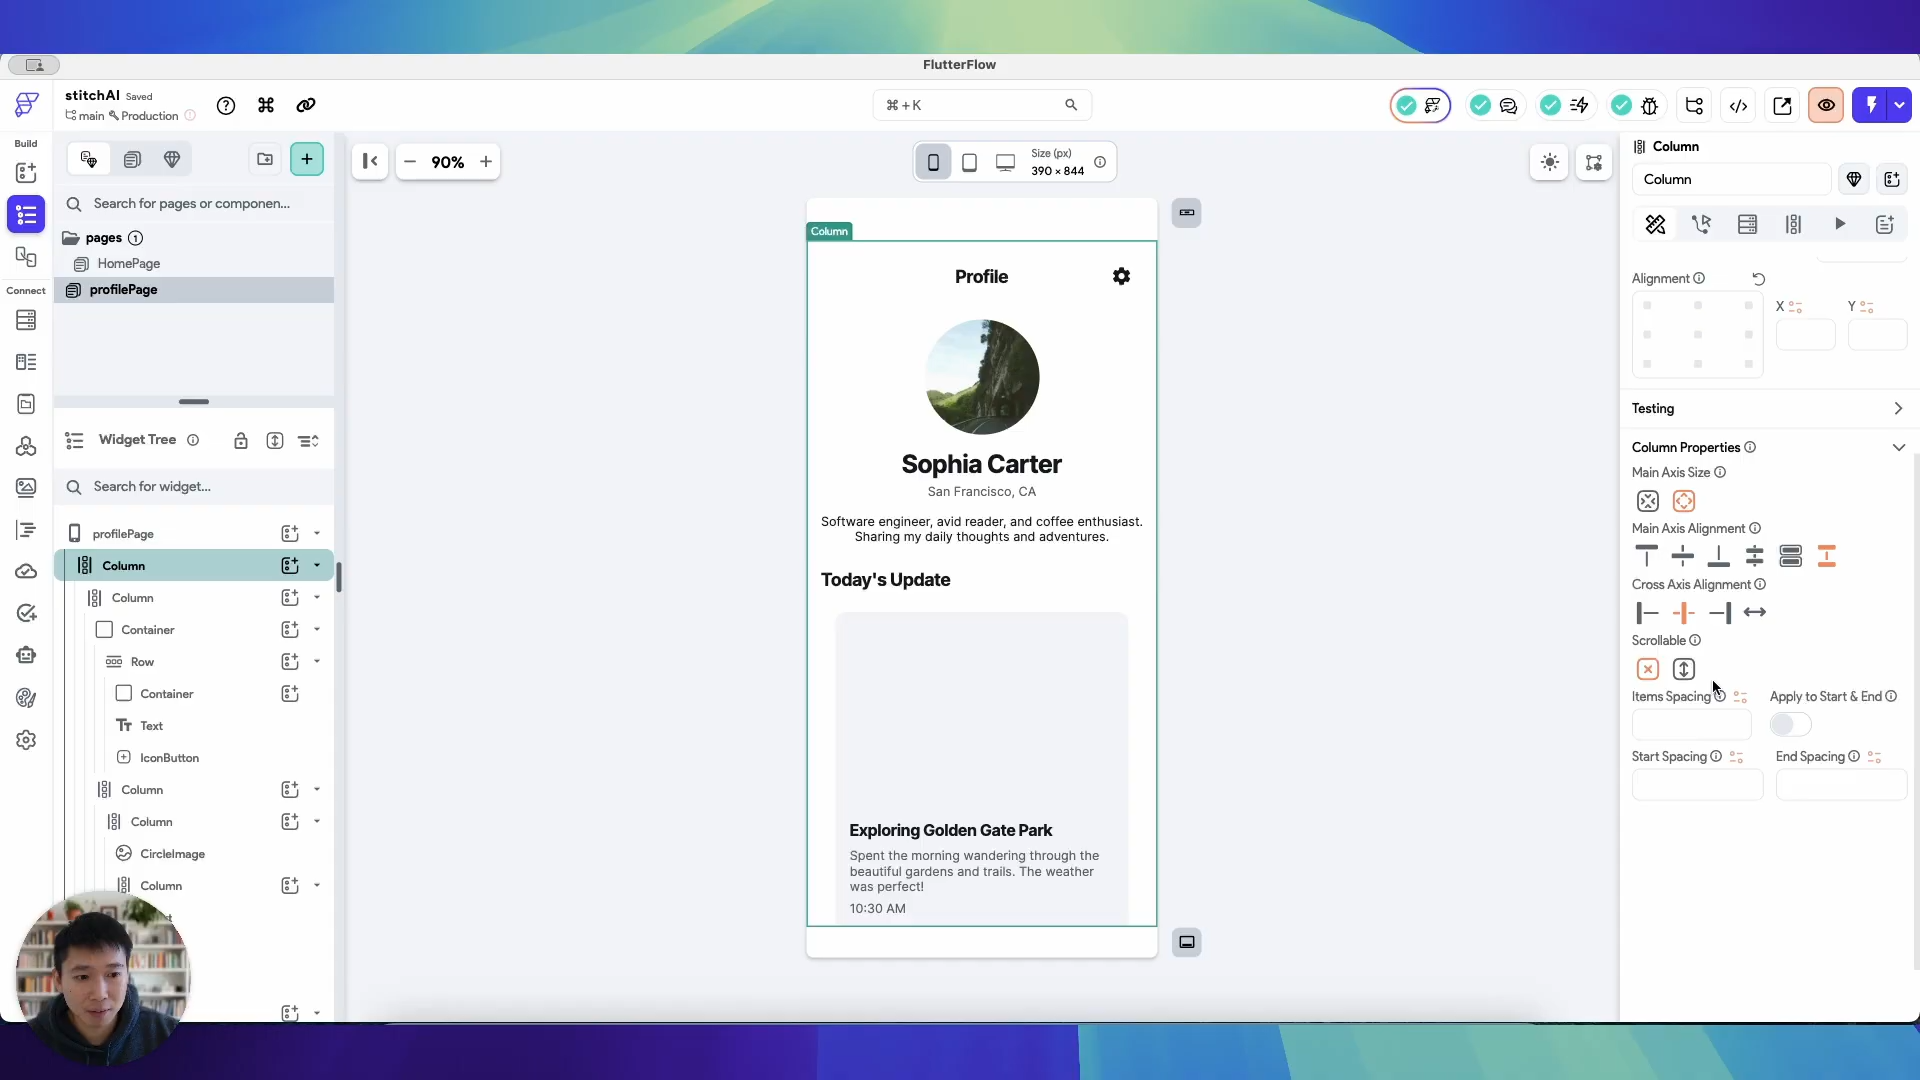 FlutterFlow
stitchAI Saved
main Production
⌘ + K
Build
Connect
Search for pages or componen...
pages 1
HomePage
profilePage
Widget Tree
Search for widget...
profilePage
Column
Column
Container
Row
Container
Text
IconButton
Column
Column
CircleImage
Column
90%
Size (px)
390 × 844
Column
Profile
Sophia Carter
San Francisco, CA
Software engineer, avid reader, and coffee enthusiast.
Sharing my daily thoughts and adventures.
Today's Update
Exploring Golden Gate Park
Spent the morning wandering through the
beautiful gardens and trails. The weather
was perfect!
10:30 AM
Column
Column
Alignment
X
Y
Testing
Column Properties
Main Axis Size
Main Axis Alignment
Cross Axis Alignment
Scrollable
Items Spacing
Apply to Start & End
Start Spacing
End Spacing